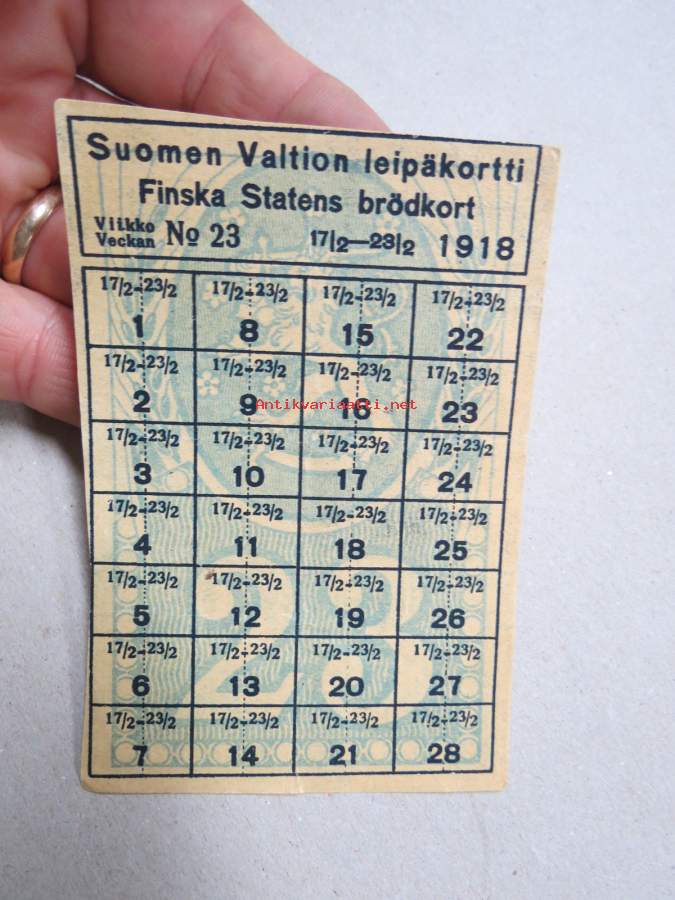 Suomen Valtion leipäkortti
Finska Statens brödkort
Viikko
Veckan No 23 17/2—23/2 1918
17/2-23/2 17/2-23/2 17/2-23/2 17/2-23/2
1 8 15 22
17/2-23/2 17/2-23/2 17/2-23/2 17/2-23/2
2 9 16 23
Antikvariaatti.net
17/2-23/2 17/2-23/2 17/2-23/2 17/2-23/2
3 10 17 24
17/2-23/2 17/2-23/2 17/2-23/2 17/2-23/2
4 11 18 25
17/2-23/2 17/2-23/2 17/2-23/2 17/2-23/2
5 12 19 26
17/2-23/2 17/2-23/2 17/2-23/2 17/2-23/2
6 13 20 27
17/2-23/2 17/2-23/2 17/2-23/2 17/2-23/2
7 14 21 28
23